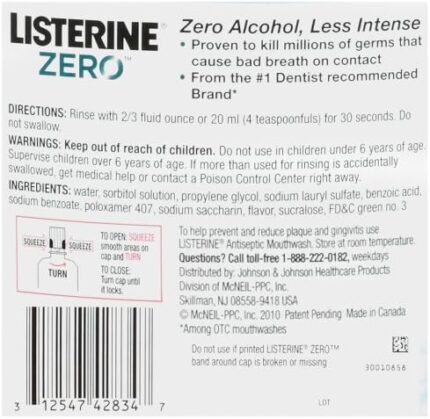 LISTERINE®
ZERO™
Zero Alcohol, Less Intense
• Proven to kill millions of germs that
cause bad breath on contact
• From the #1 Dentist recommended
Brand*
DIRECTIONS: Rinse with 2/3 fluid ounce or 20 ml (4 teaspoonfuls) for 30 seconds. Do
not swallow.
WARNINGS: Keep out of reach of children. Do not use in children under 6 years of age.
Supervise children over 6 years of age. If more than used for rinsing is accidentally
swallowed, get medical help or contact a Poison Control Center right away.
INGREDIENTS: water, sorbitol solution, propylene glycol, sodium lauryl sulfate, benzoic acid,
sodium benzoate, poloxamer 407, sodium saccharin, flavor, sucralose, FD&C green no. 3
SQUEEZE
SQUEEZE
TURN
TO OPEN: SQUEEZE
smooth areas on
cap and TURN
TO CLOSE:
Turn cap until
it locks.
To help prevent and reduce plaque and gingivitis use
LISTERINE® Antiseptic Mouthwash. Store at room temperature.
Questions? Call toll-free 1-888-222-0182, weekdays
Distributed by: Johnson & Johnson Healthcare Products
Division of McNEIL-PPC, Inc.
Skillman, NJ 08558-9418 USA
© McNEIL-PPC, Inc. 2010 Patent Pending Made in Canada
*Among OTC mouthwashes
Do not use if printed LISTERINE® ZERO™
band around cap is broken or missing
30010856
3 12547 42834 7
LOT